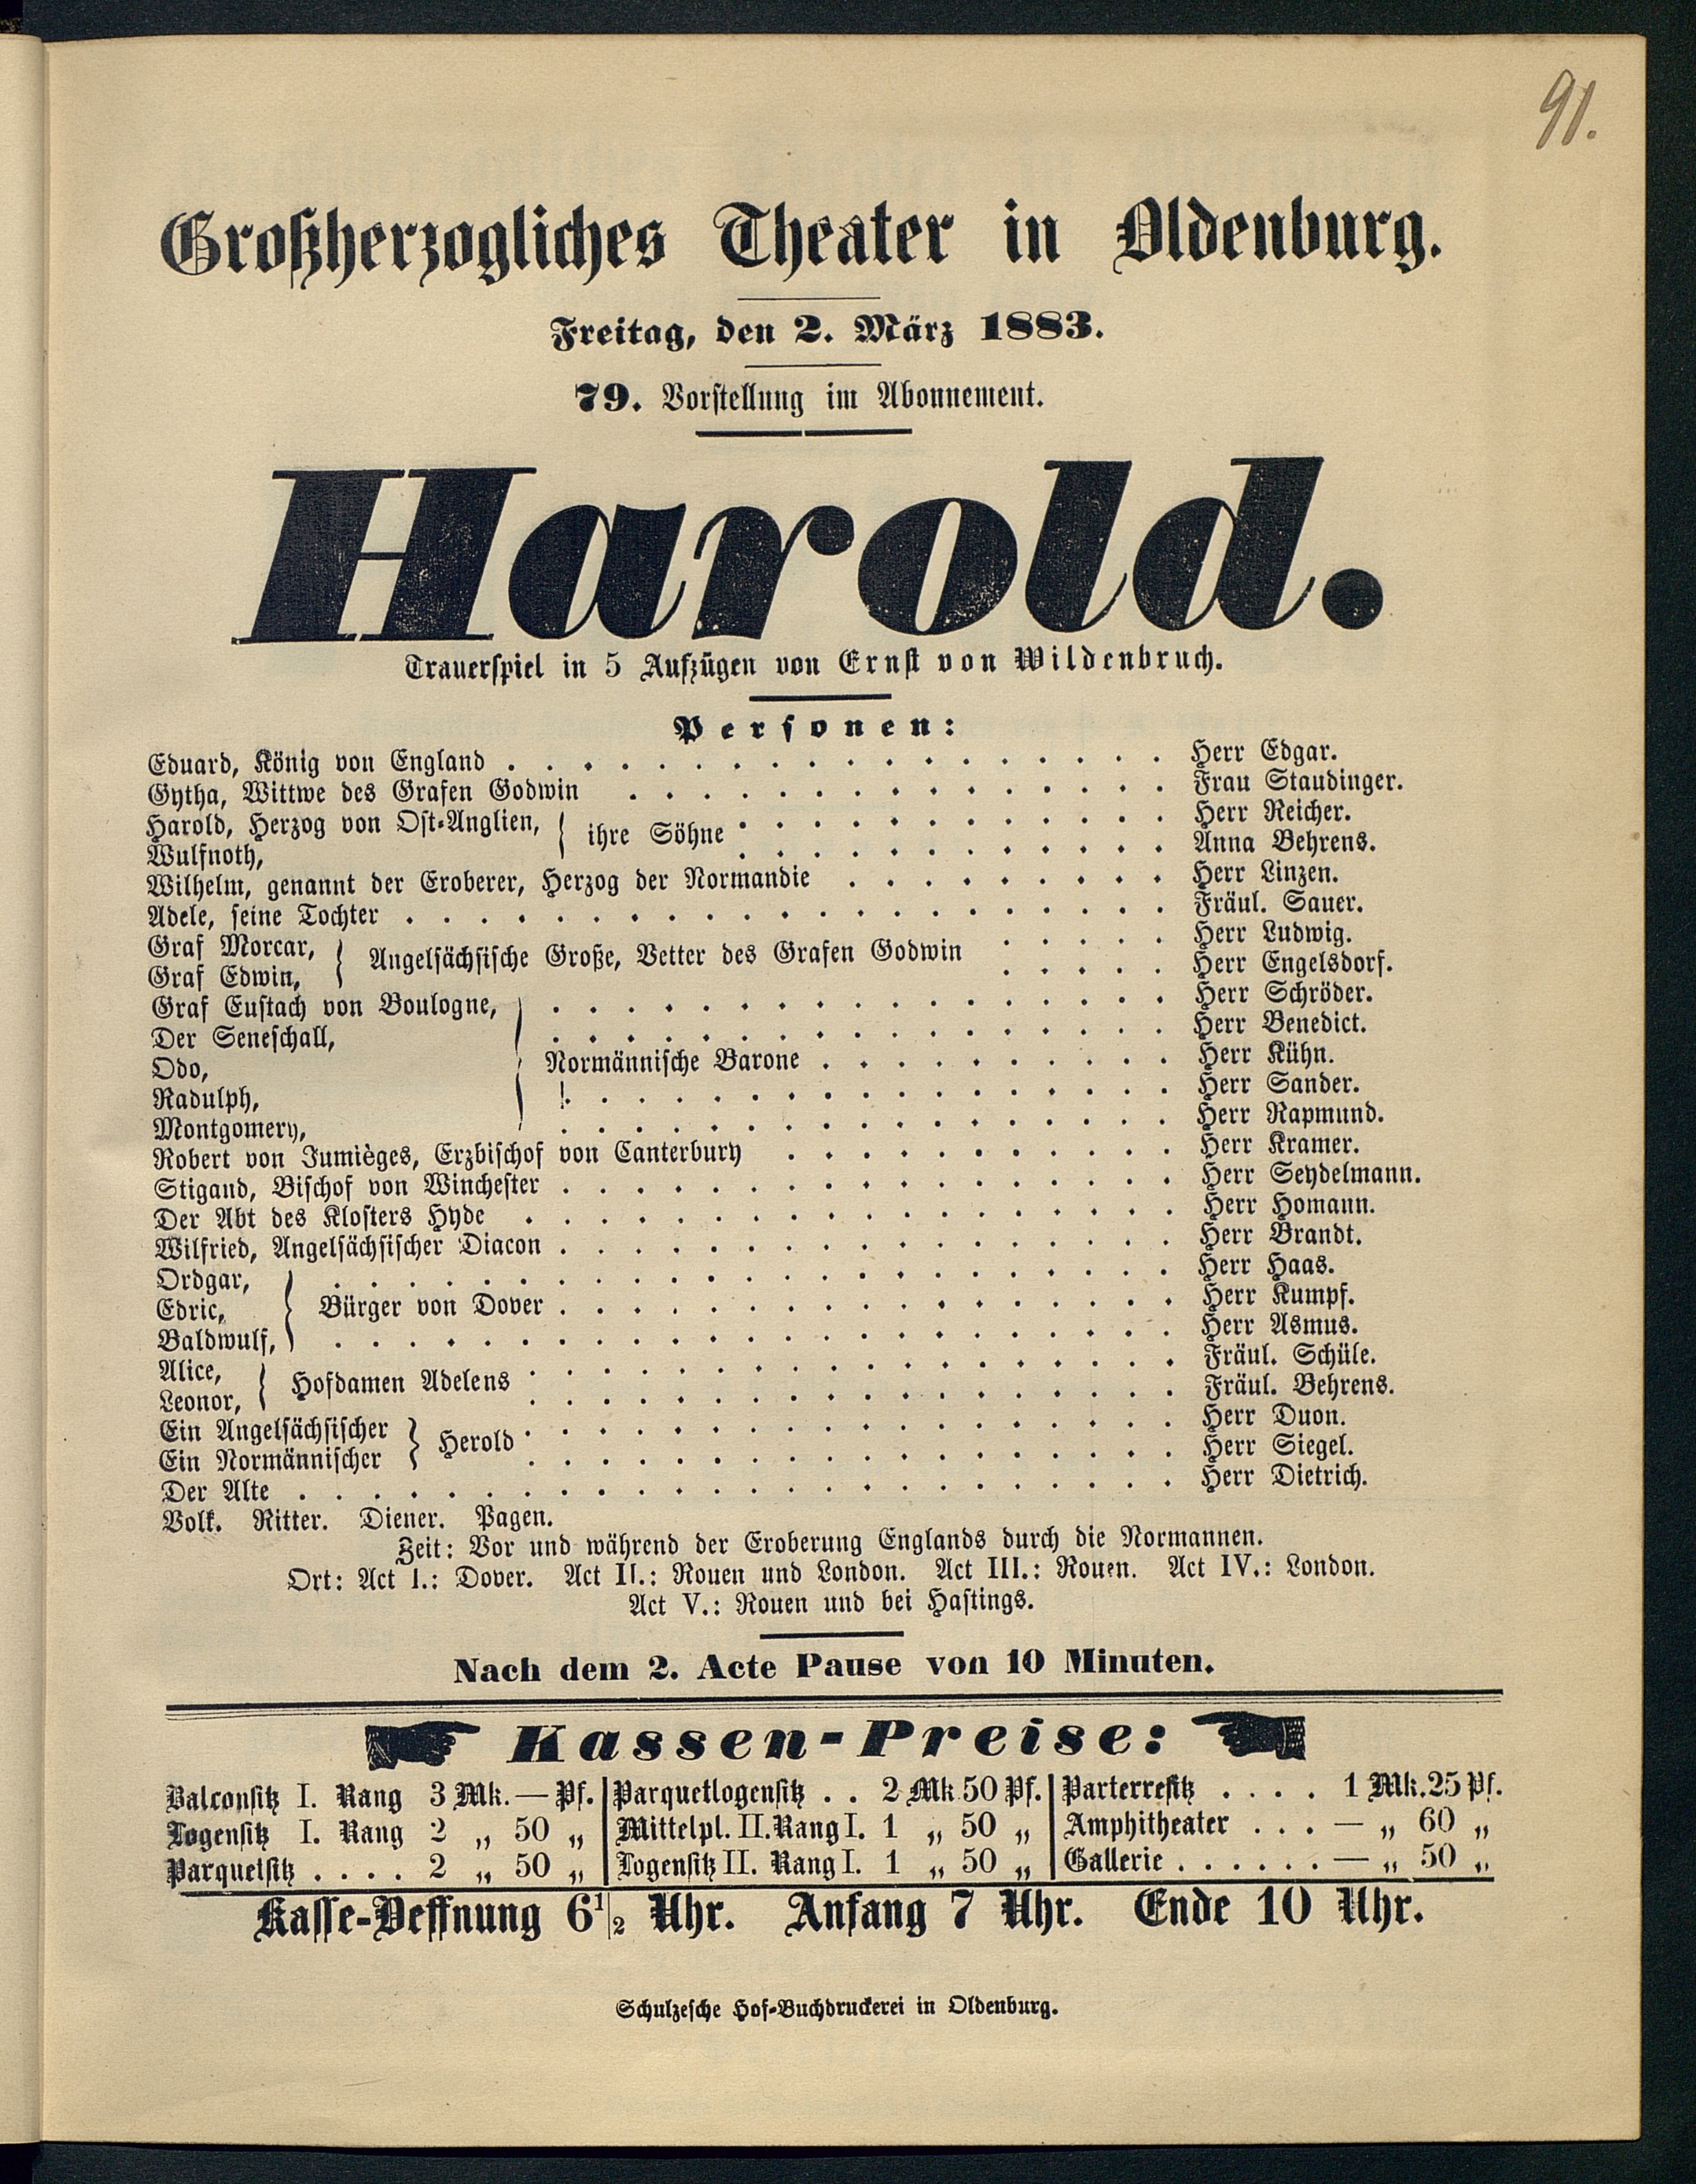 91.
Großherzogliches Theater in Oldenburg.
Freitag, den 2. März 1883.
79. Vorstellung im Abonnement.
Harold.
Trauerspiel in 5 Aufzügen von Ernst von Wildenbruch.
Personen:
Eduard, König von England . . . . . Herr Edgar.
Gytha, Wittwe des Grafen Godwin . . . . . Frau Staudinger.
Harold, Herzog von Ost-Anglien, } ihre Söhne . . . . . Herr Reicher.
Wulfnoth, . . . . . Anna Behrens.
Wilhelm, genannt der Eroberer, Herzog der Normandie . . . . . Herr Linzen.
Adele, seine Tochter . . . . . Fräul. Sauer.
Graf Morcar, } Angelsächsische Große, Vetter des Grafen Godwin . . . . . Herr Ludwig.
Graf Edwin, . . . . . Herr Engelsdorf.
Graf Eustach von Boulogne, . . . . . Herr Schröder.
Der Seneschall, . . . . . Herr Benedict.
Odo, } Normännische Barone . . . . . Herr Kühn.
Radulph, . . . . . Herr Sander.
Montgomery, . . . . . Herr Rapmund.
Robert von Jumièges, Erzbischof von Canterbury . . . . . Herr Kramer.
Stigand, Bischof von Winchester . . . . . Herr Seydelmann.
Der Abt des Klosters Hyde . . . . . Herr Homann.
Wilfried, Angelsächsischer Diacon . . . . . Herr Brandt.
Ordgar, . . . . . Herr Haas.
Edric, } Bürger von Dover . . . . . Herr Kumpf.
Baldwulf, . . . . . Herr Asmus.
Alice, } Hofdamen Adelens . . . . . Fräul. Schüle.
Leonor, . . . . . Fräul. Behrens.
Ein Angelsächsischer } Herold . . . . . Herr Duon.
Ein Normännischer . . . . . Herr Siegel.
Der Alte . . . . . Herr Dietrich.
Volk. Ritter. Diener. Pagen.
Zeit: Vor und während der Eroberung Englands durch die Normannen.
Ort: Act I.: Dover. Act II.: Rouen und London. Act III.: Rouen. Act IV.: London.
Act V.: Rouen und bei Hastings.
Nach dem 2. Acte Pause von 10 Minuten.
Kassen-Preise:
Balconsitz I. Rang 3 Mk. — Pf. | Parquetlogensitz . . 2 Mk 50 Pf. | Parterresitz . . . . 1 Mk. 25 Pf.
Logensitz I. Rang 2 „ 50 „ | Mittelpl. II. Rang I. 1 „ 50 „ | Amphitheater . . . — „ 60 „
Parquetsitz . . . . 2 „ 50 „ | Logensitz II. Rang I. 1 „ 50 „ | Gallerie . . . . . . — „ 50 „
Kasse-Oeffnung 6 1/2 Uhr. Anfang 7 Uhr. Ende 10 Uhr.
Schulzesche Hof-Buchdruckerei in Oldenburg.